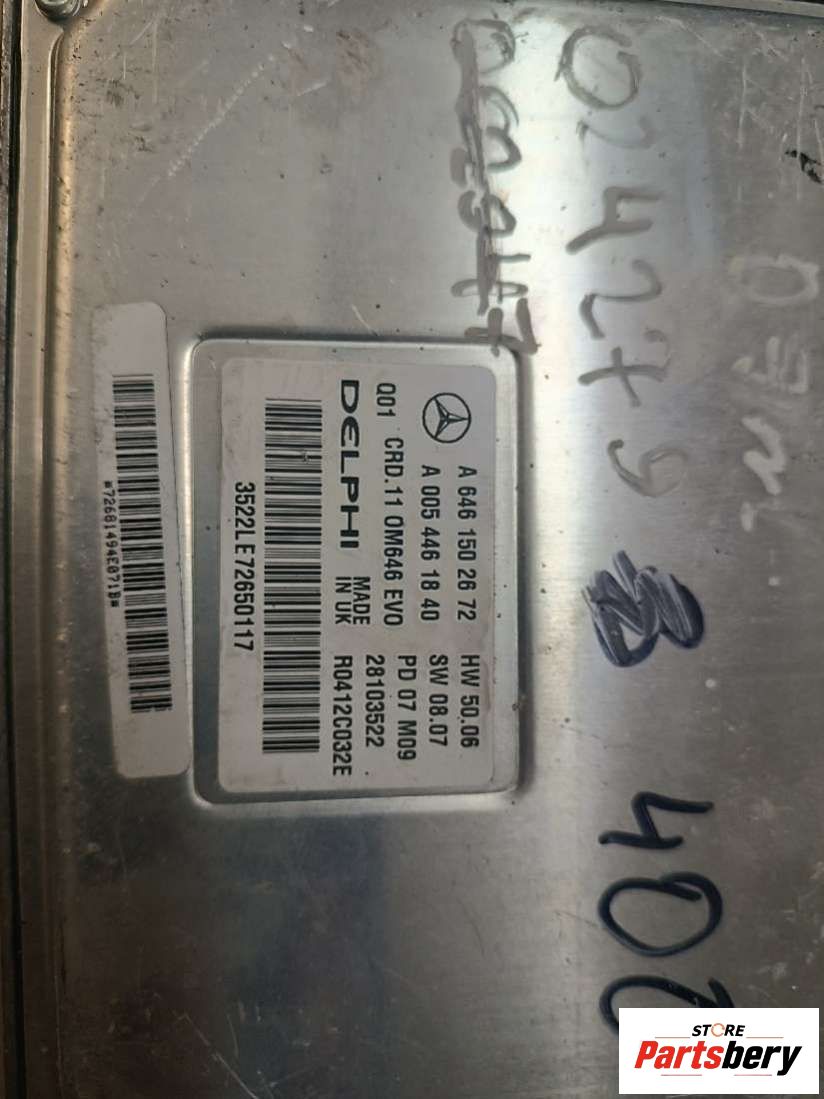 A 646 150 26 72 HW 50.06
A 005 446 18 40 SW 08.07
Q01 CRD.11 OM646 EVO PD 07 M09
DELPHI MADE IN UK 28103522
R0412C032E
3522LE72650117
*72681494E071B*
STORE
Partsbery